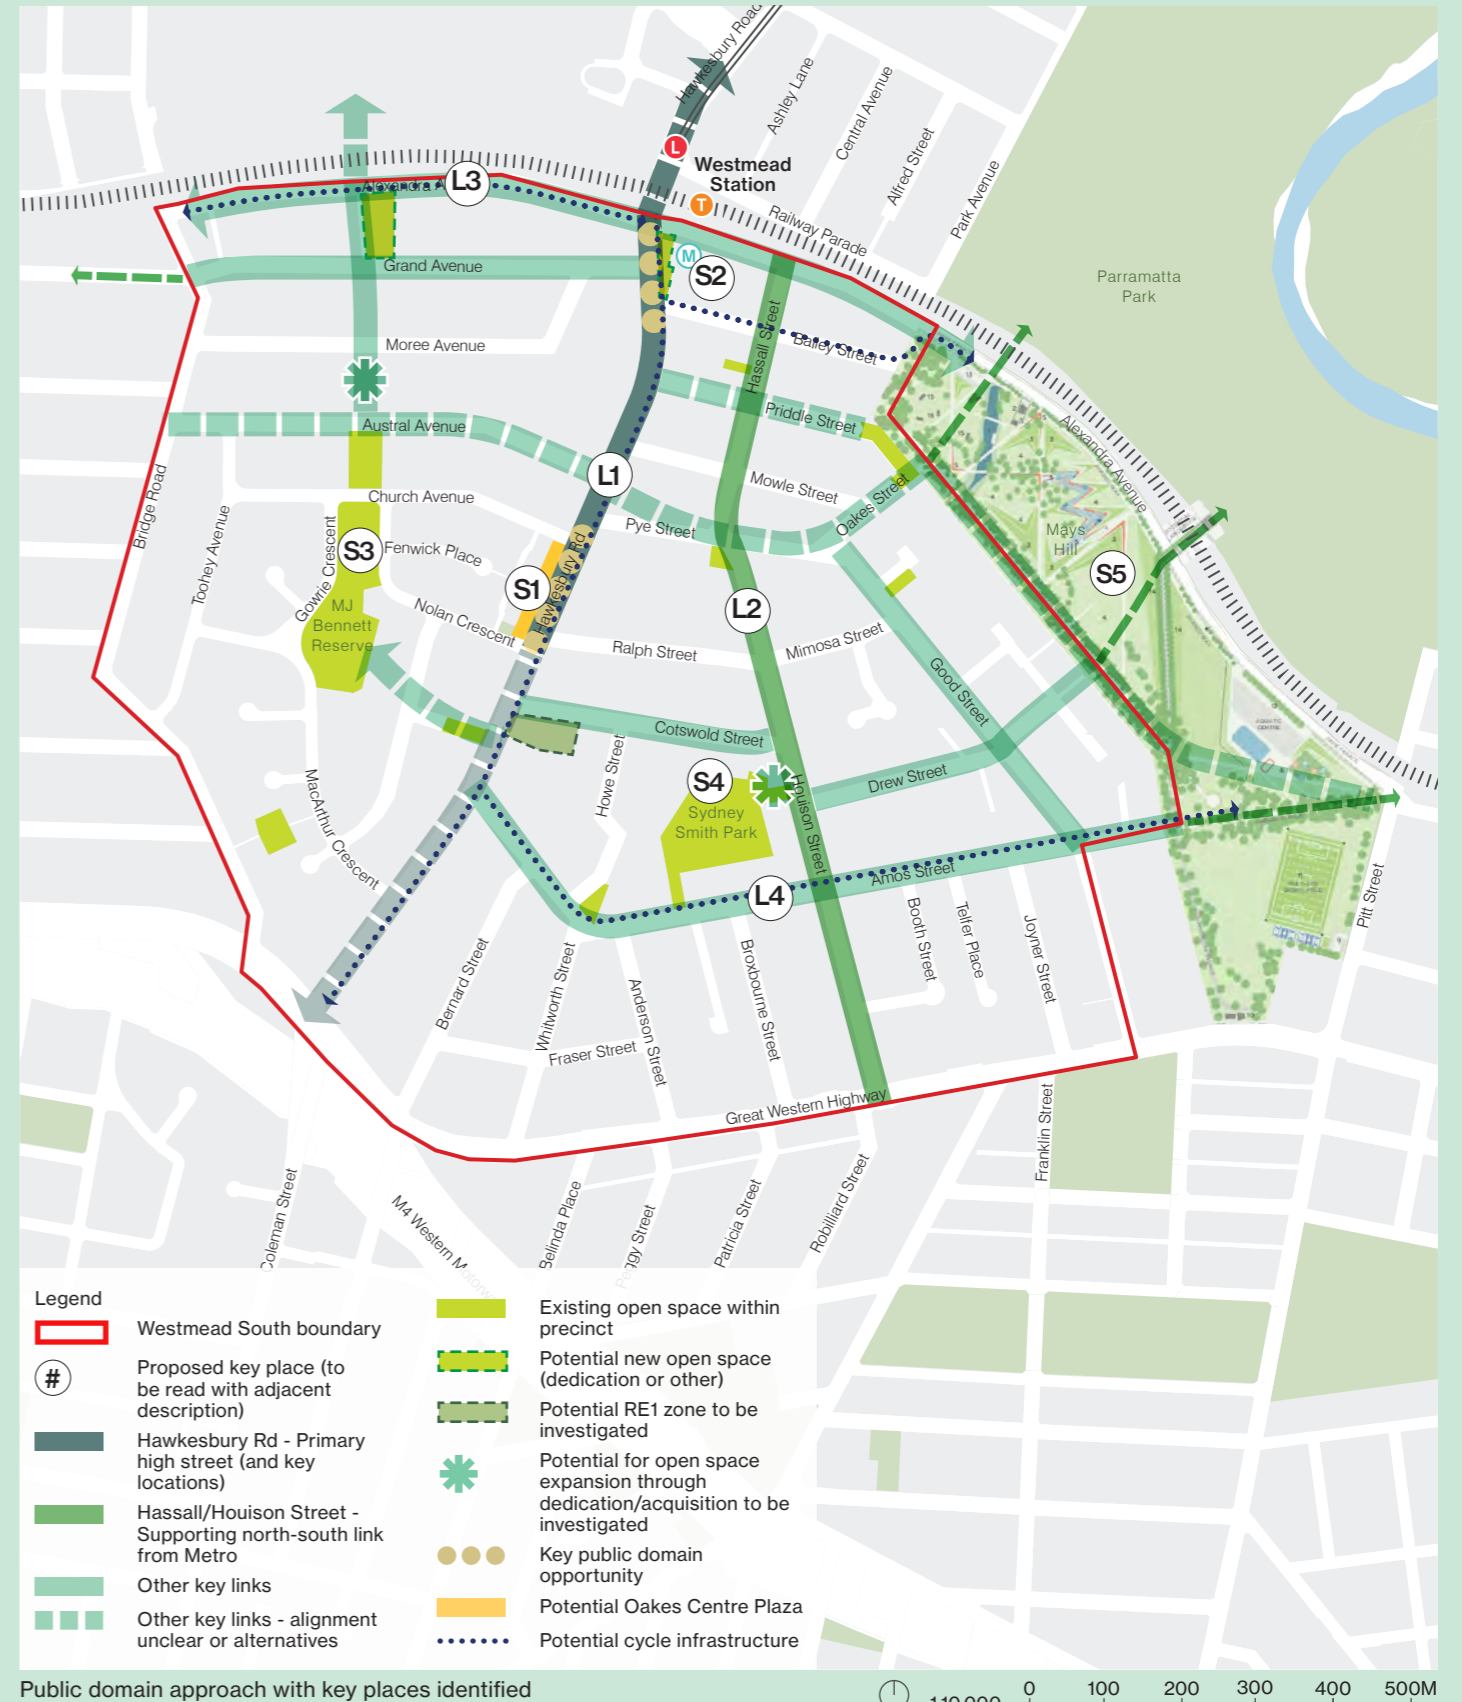 Hawkesbury Road
Ashley Lane
Central Avenue
Alfred Street
Park Avenue
L
Westmead
Station
T
Railway Parade
Parramatta
Park
L3
Grand Avenue
M
S2
Hassall Street
Bailey Street
Moree Avenue
Priddle Street
Alexandra Avenue
Austral Avenue
L1
Mowle Street
Oakes Street
Bridge Road
Toohey Avenue
Church Avenue
Pye Street
Mays
Hill
S5
Gowrie Crescent
S3
Fenwick Place
S1
Hawkesbury Rd
MJ
Bennett
Reserve
Nolan Crescent
L2
Ralph Street
Mimosa Street
Good Street
Cotswold Street
AQUATIC
CENTRE
Howe Street
S4
Sydney
Smith Park
Houison Street
Drew Street
MacArthur Crescent
L4
Amos Street
Pitt Street
Bernard Street
Whitworth Street
Anderson Street
Broxbourne Street
Booth Street
Telfer Place
Joyner Street
Fraser Street
Great Western Highway
Franklin Street
Coleman Street
M4 Western Motorway
Belinda Place
Peggy Street
Patricia Street
Robilliard Street
Legend
Westmead South boundary
#
Proposed key place (to
be read with adjacent
description)
Hawkesbury Rd - Primary
high street (and key
locations)
Hassall/Houison Street -
Supporting north-south link
from Metro
Other key links
Other key links - alignment
unclear or alternatives
Existing open space within
precinct
Potential new open space
(dedication or other)
Potential RE1 zone to be
investigated
Potential for open space
expansion through
dedication/acquisition to be
investigated
Key public domain
opportunity
Potential Oakes Centre Plaza
Potential cycle infrastructure
Public domain approach with key places identified
0 100 200 300 400 500M